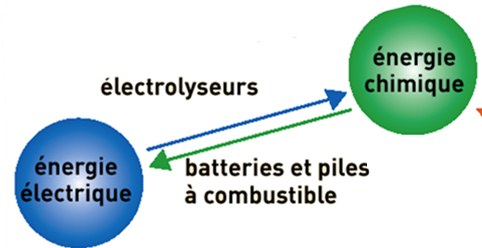 énergie
chimique
électrolyseurs
énergie
électrique
batteries et piles
à combustible